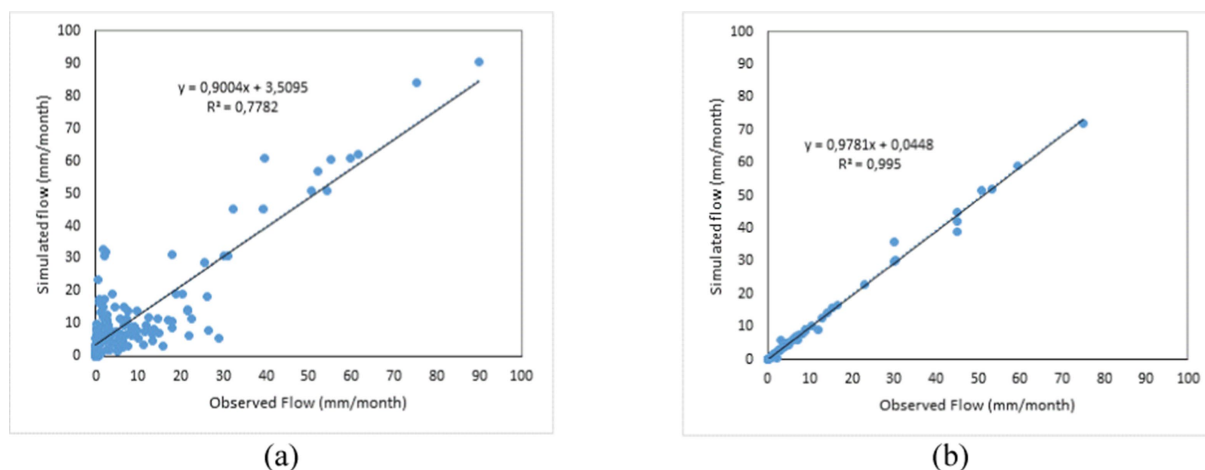 100
90
80
70
60
50
40
30
20
10
0
Simulated flow (mm/month)
y = 0,9004x + 3,5095
R² = 0,7782
0 10 20 30 40 50 60 70 80 90 100
Observed Flow (mm/month)
(a)
100
90
80
70
60
50
40
30
20
10
0
Simulated flow (mm/month)
y = 0,9781x + 0,0448
R² = 0,995
0 10 20 30 40 50 60 70 80 90 100
Observed Flow (mm/month)
(b)